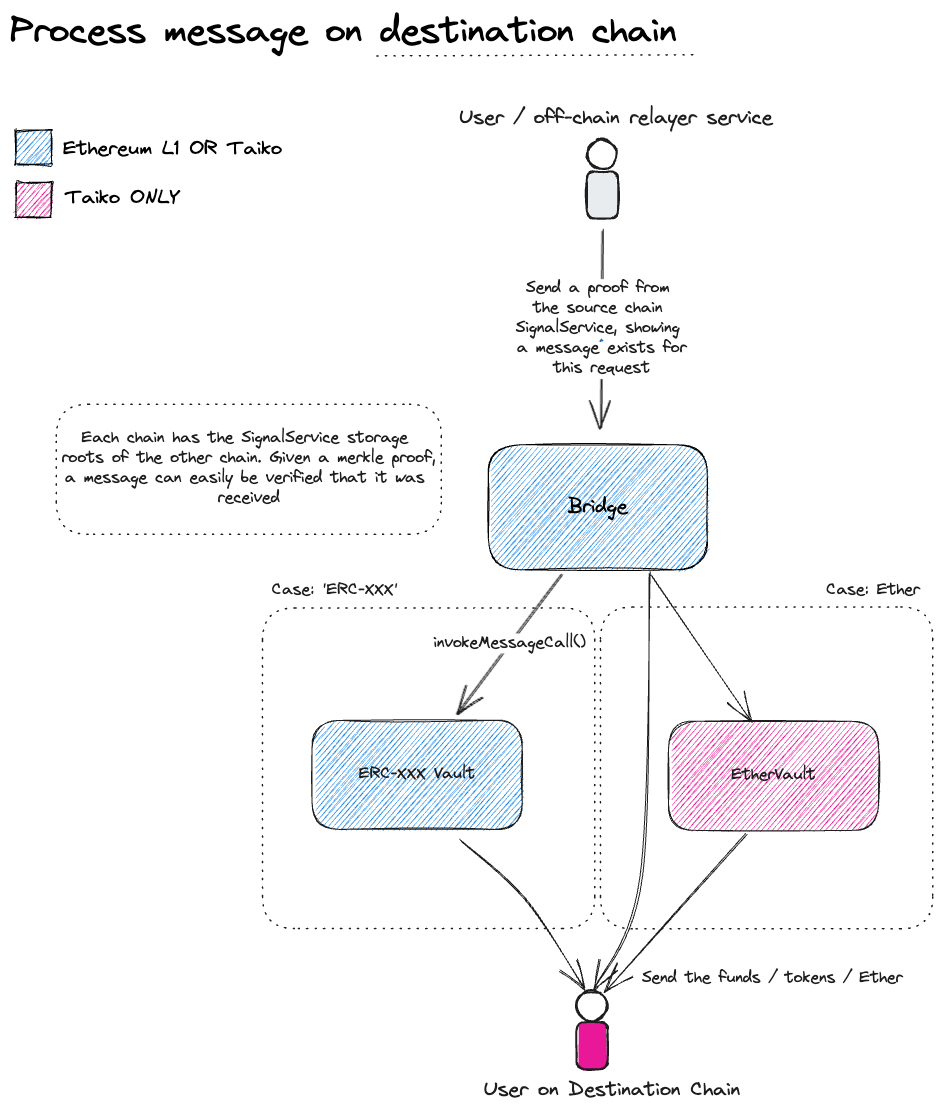 Process message on destination chain
User / off-chain relayer service
Ethereum L1 OR Taiko
Taiko ONLY
Send a proof from
the source chain
SignalService, showing
a message exists for
this request
Each chain has the SignalService storage
roots of the other chain. Given a merkle proof,
a message can easily be verified that it was
received
Bridge
Case: 'ERC-XXX'
Case: Ether
invokeMessageCall()
ERC-XXX Vault
EtherVault
Send the funds / tokens / Ether
User on Destination Chain